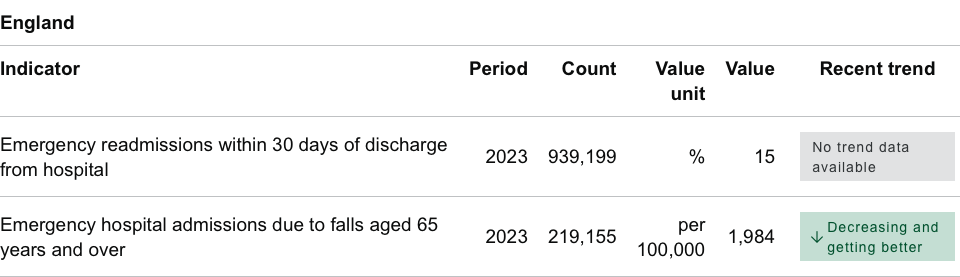 England
Indicator Period Count Value unit Value Recent trend
Emergency readmissions within 30 days of discharge
from hospital
2023 939,199 % 15 No trend data
available
Emergency hospital admissions due to falls aged 65
years and over
2023 219,155 per
100,000 1,984 ↓ Decreasing and
getting better